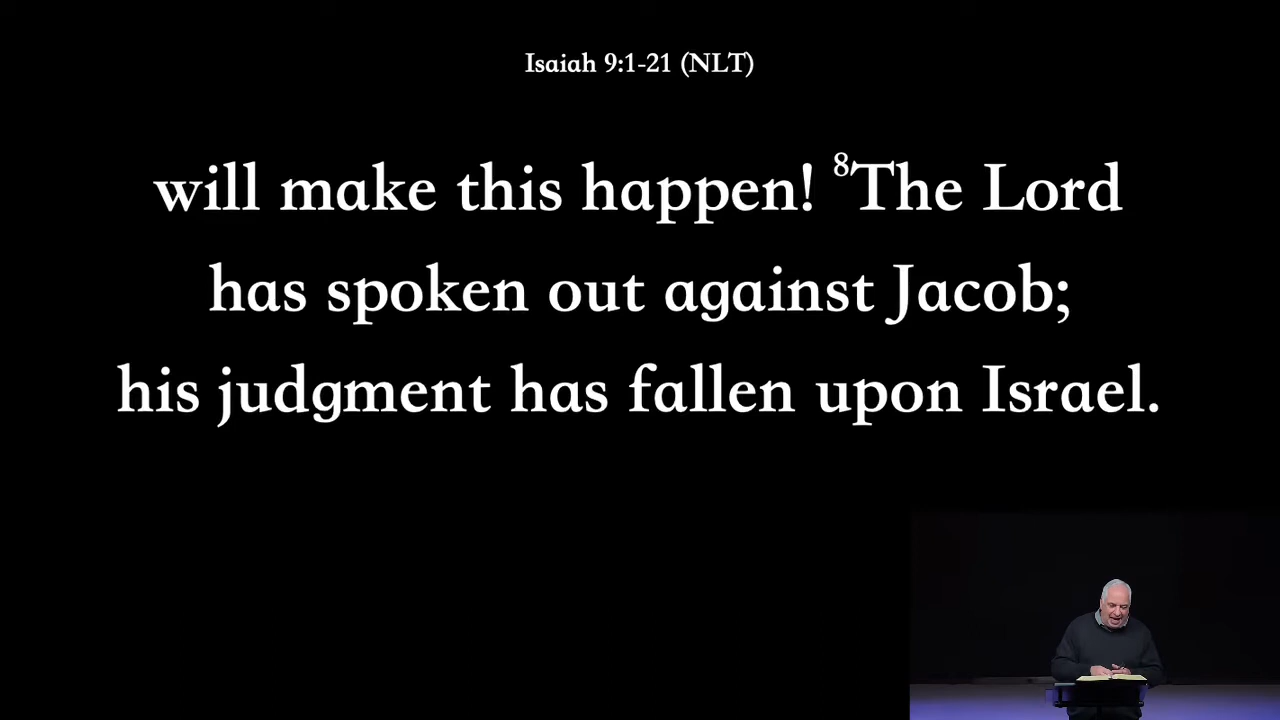 Isaiah 9:1-21 (NLT)
will make this happen! ⁸The Lord
has spoken out against Jacob;
his judgment has fallen upon Israel.